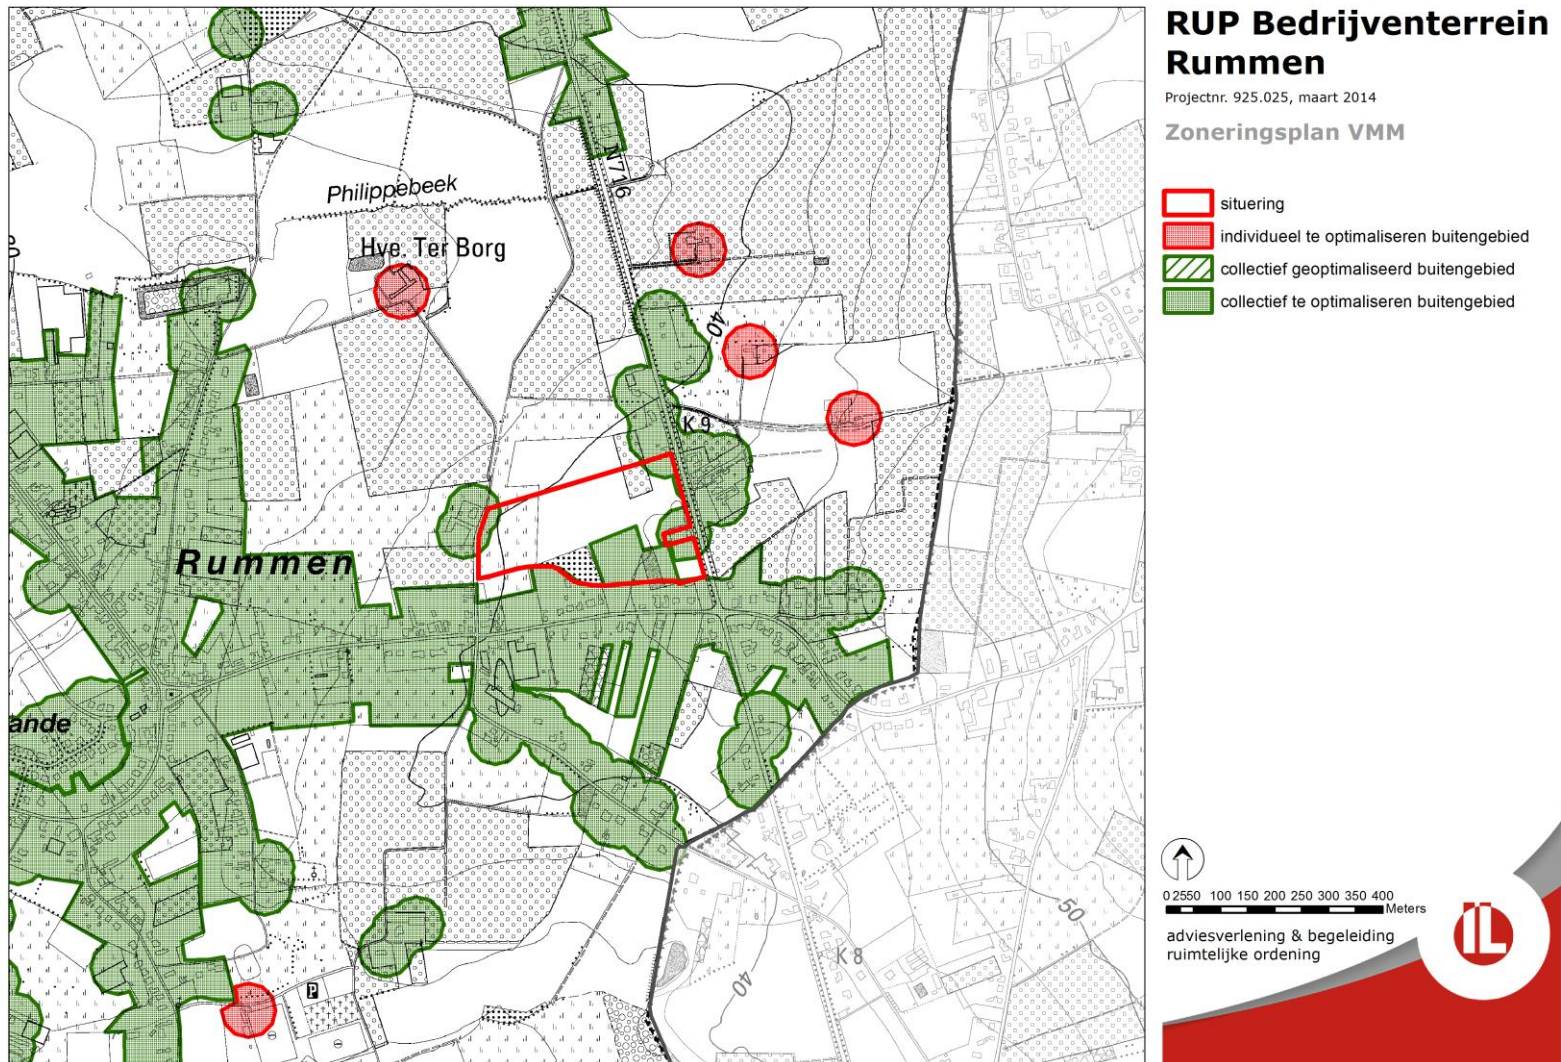 RUP Bedrijventerrein
Rummen
Projectnr. 925.025, maart 2014
Zoneringsplan VMM
situering
individueel te optimaliseren buitengebied
collectief geoptimaliseerd buitengebied
collectief te optimaliseren buitengebied
N716
Philippebeek
Hve. Ter Borg
40
K 9
Rummen
ande
P
50
K 8
40
0 2550 100 150 200 250 300 350 400
Meters
adviesverlening & begeleiding
ruimtelijke ordening
IL